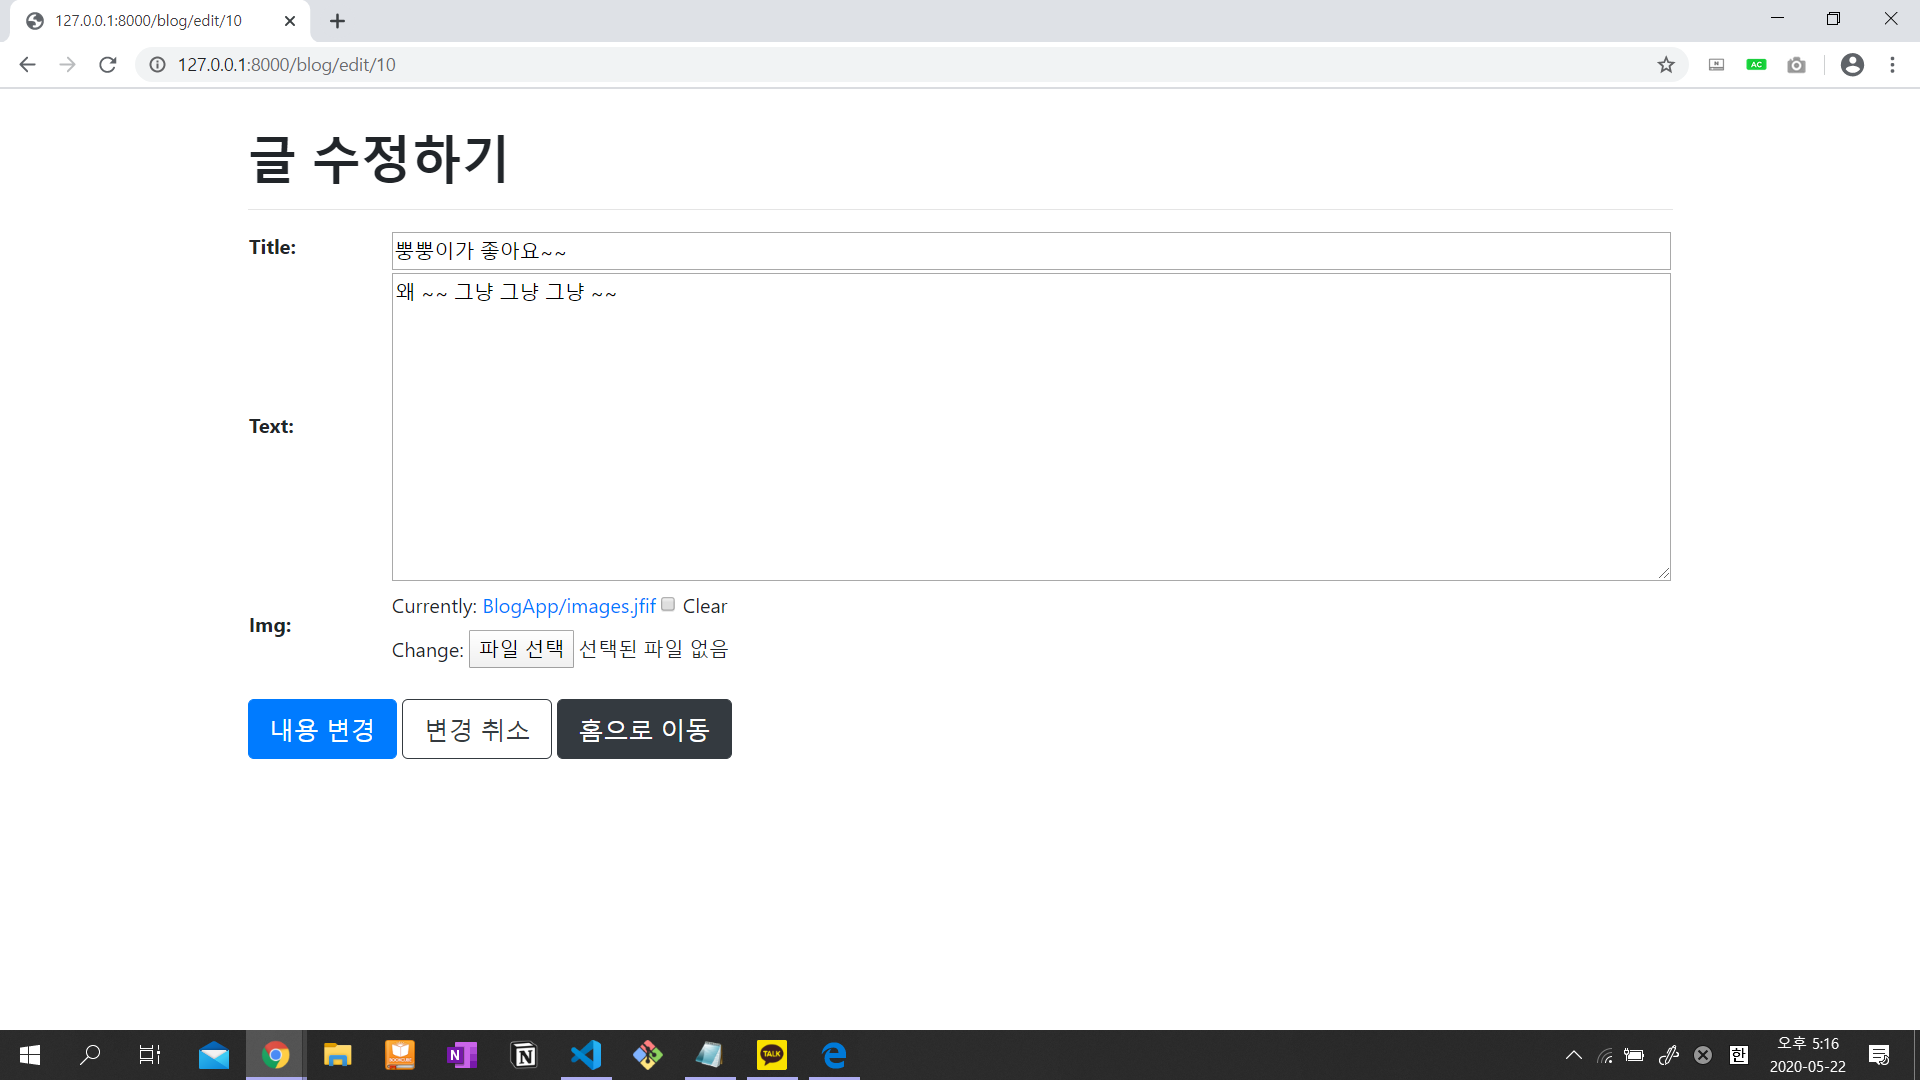 127.0.0.1:8000/blog/edit/10
127.0.0.1:8000/blog/edit/10
AC
글 수정하기
Title:
뿡뿡이가 좋아요~~
왜 ~~ 그냥 그냥 그냥 ~~
Text:
Currently: BlogApp/images.jfif Clear
Img:
Change: 파일 선택 선택된 파일 없음
내용 변경 변경 취소 홈으로 이동
N
N
TALK
한
오후 5:16
2020-05-22